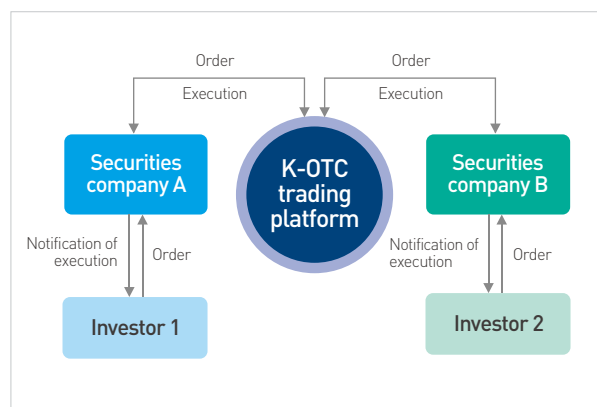 Order
Order
Execution
Execution
Securities
company A
K-OTC
trading
platform
Securities
company B
Notification of
execution
Order
Notification of
execution
Order
Investor 1
Investor 2